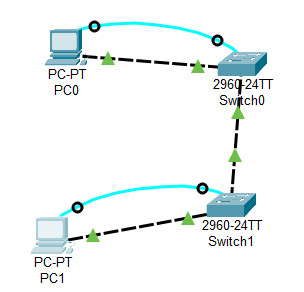 PC-PT
PC0
2960-24TT
Switch0
2960-24TT
Switch1
PC-PT
PC1